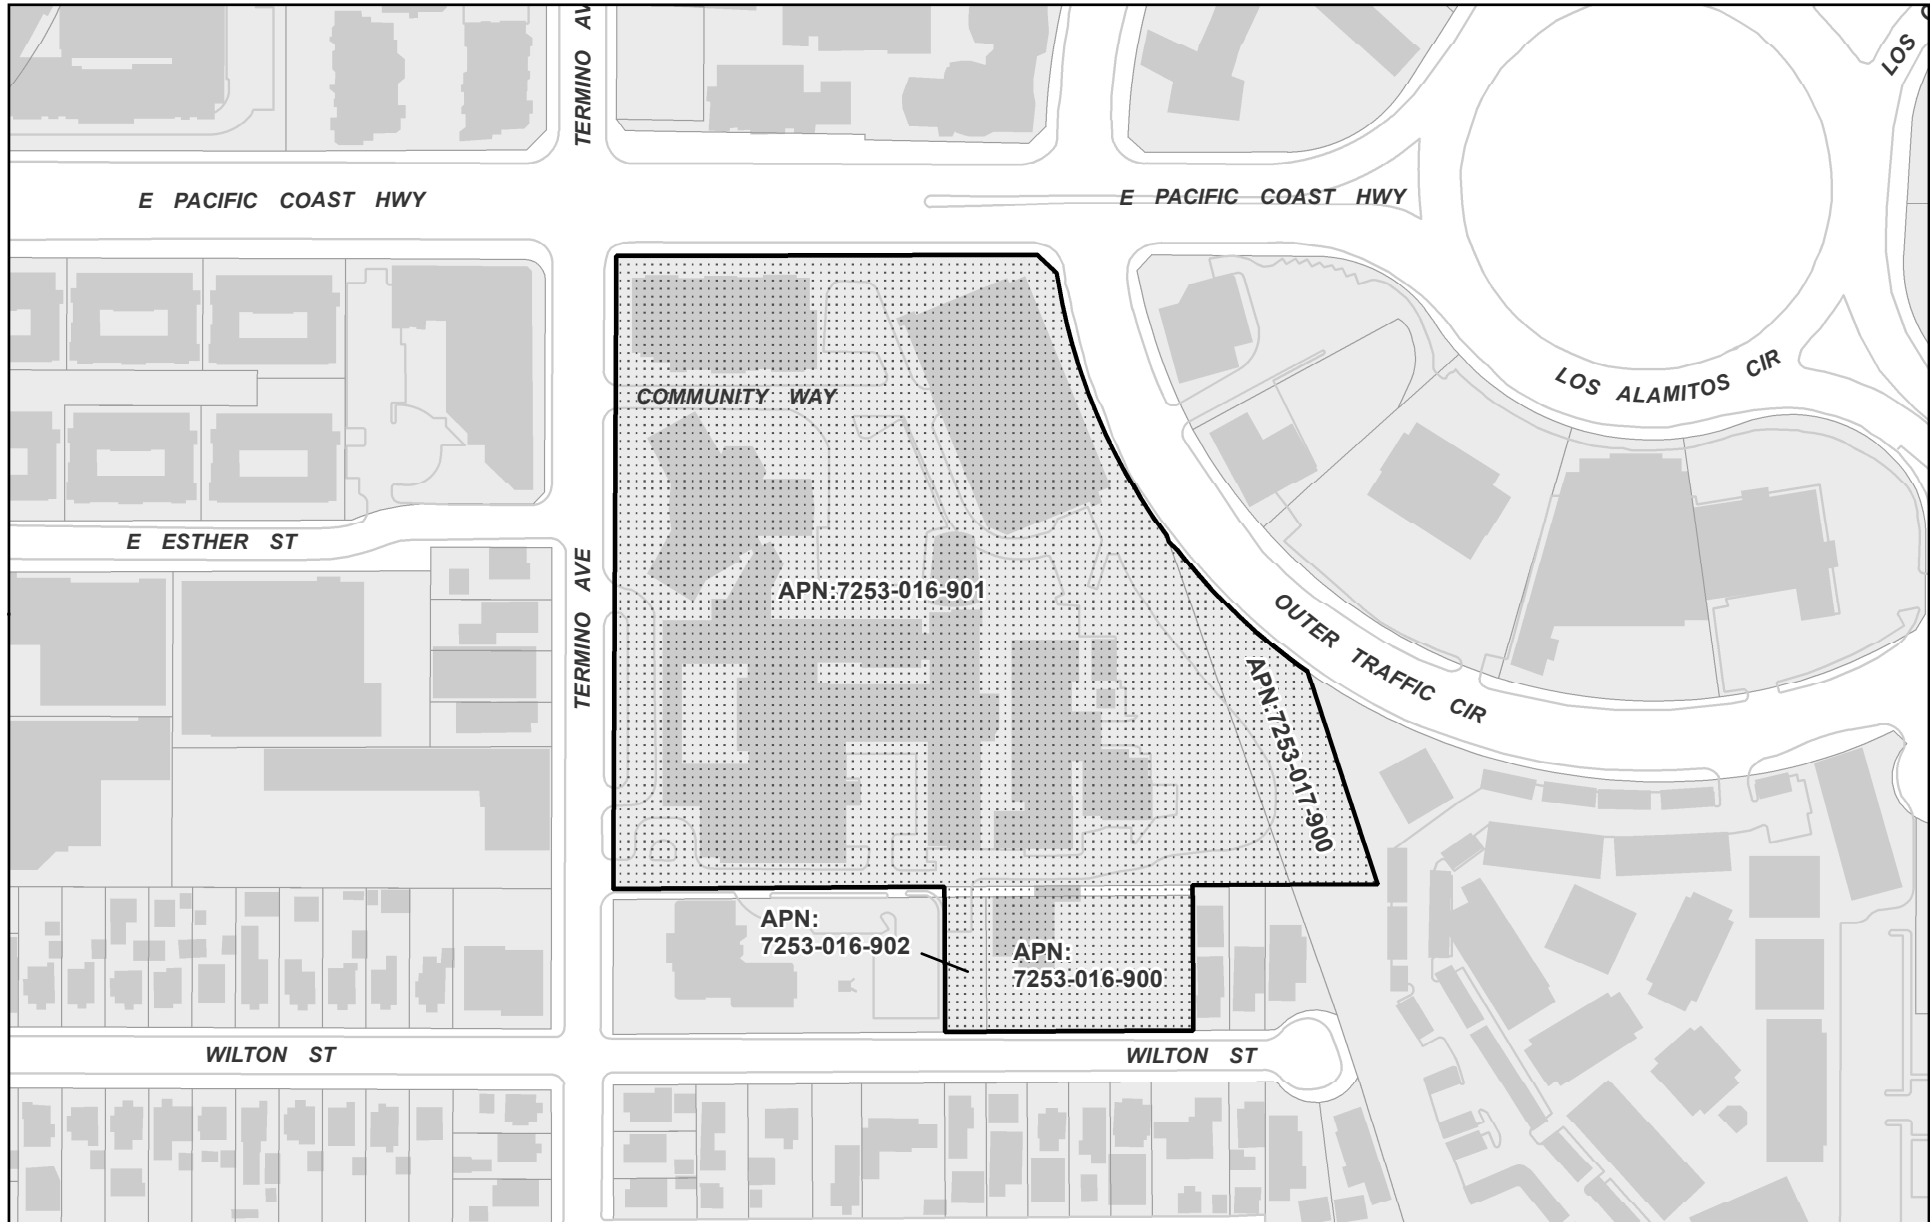 TERMINO AV
LOS
E PACIFIC COAST HWY
E PACIFIC COAST HWY
LOS ALAMITOS CIR
COMMUNITY WAY
E ESTHER ST
TERMINO AVE
APN:7253-016-901
OUTER TRAFFIC CIR
APN:7253-017-900
APN:
7253-016-902
APN:
7253-016-900
WILTON ST
WILTON ST